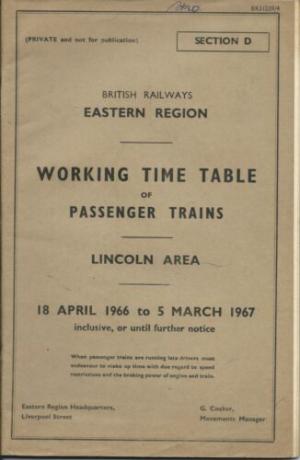 BR31209/4
(PRIVATE and not for publication)
SECTION D
BRITISH RAILWAYS
EASTERN REGION
WORKING TIME TABLE
OF
PASSENGER TRAINS
LINCOLN AREA
18 APRIL 1966 to 5 MARCH 1967
inclusive, or until further notice
When passenger trains are running late drivers must
endeavour to make up time with due regard to speed
restrictions and the braking power of engine and train.
Eastern Region Headquarters,
Liverpool Street
G. Cooker,
Movements Manager